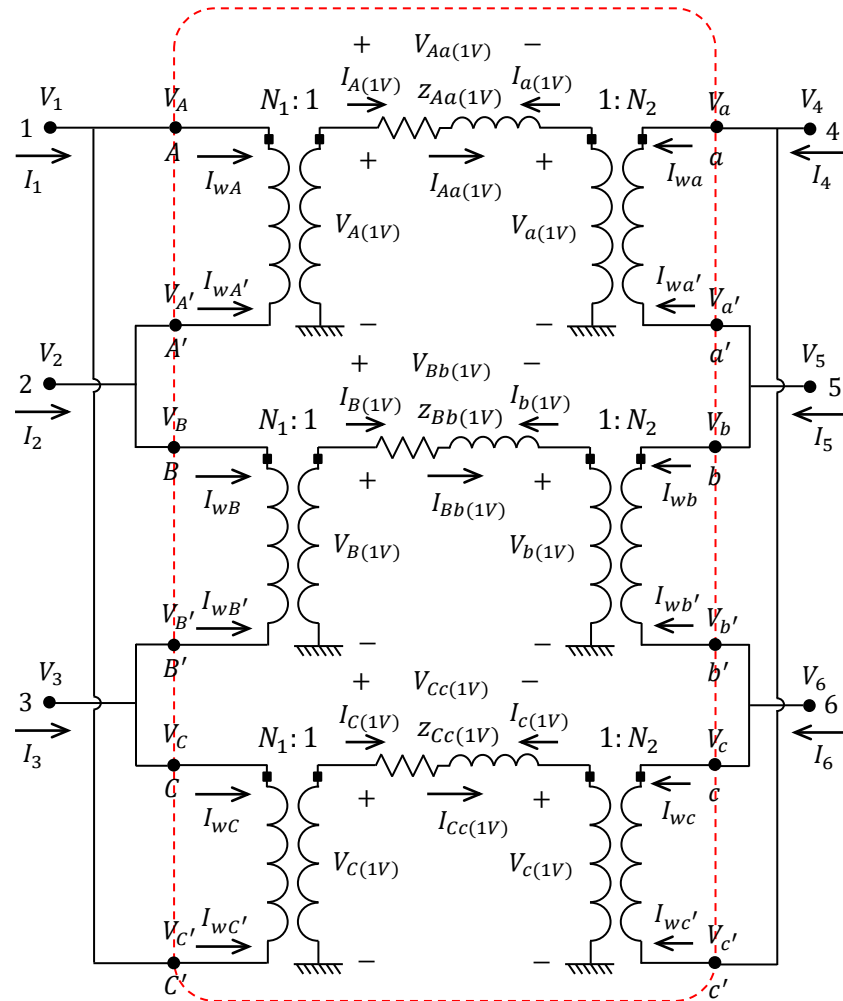 + V_{Aa(1V)} −
I_{A(1V)} I_{a(1V)}
V_1 V_A N_1: 1 z_{Aa(1V)} 1: N_2 V_a V_4
1 A + + a 4
I_1 I_{wA} I_{Aa(1V)} I_{wa} I_4
V_{A(1V)} V_{a(1V)}
V_{A'} I_{wA'} I_{wa'} V_{a'}
A' − − a'
V_2 + V_{Bb(1V)} − V_5
2 I_{B(1V)} I_{b(1V)} 5
I_2 V_B N_1: 1 z_{Bb(1V)} 1: N_2 V_b I_5
B + + b
I_{wB} I_{Bb(1V)} I_{wb}
V_{B(1V)} V_{b(1V)}
V_{B'} I_{wB'} I_{wb'} V_{b'}
B' − − b'
V_3 + V_{Cc(1V)} − V_6
3 I_{C(1V)} I_{c(1V)} 6
I_3 V_C N_1: 1 z_{Cc(1V)} 1: N_2 V_c I_6
C + + c
I_{wC} I_{Cc(1V)} I_{wc}
V_{C(1V)} V_{c(1V)}
V_{C'} I_{wC'} I_{wc'} V_{c'}
C' − − c'